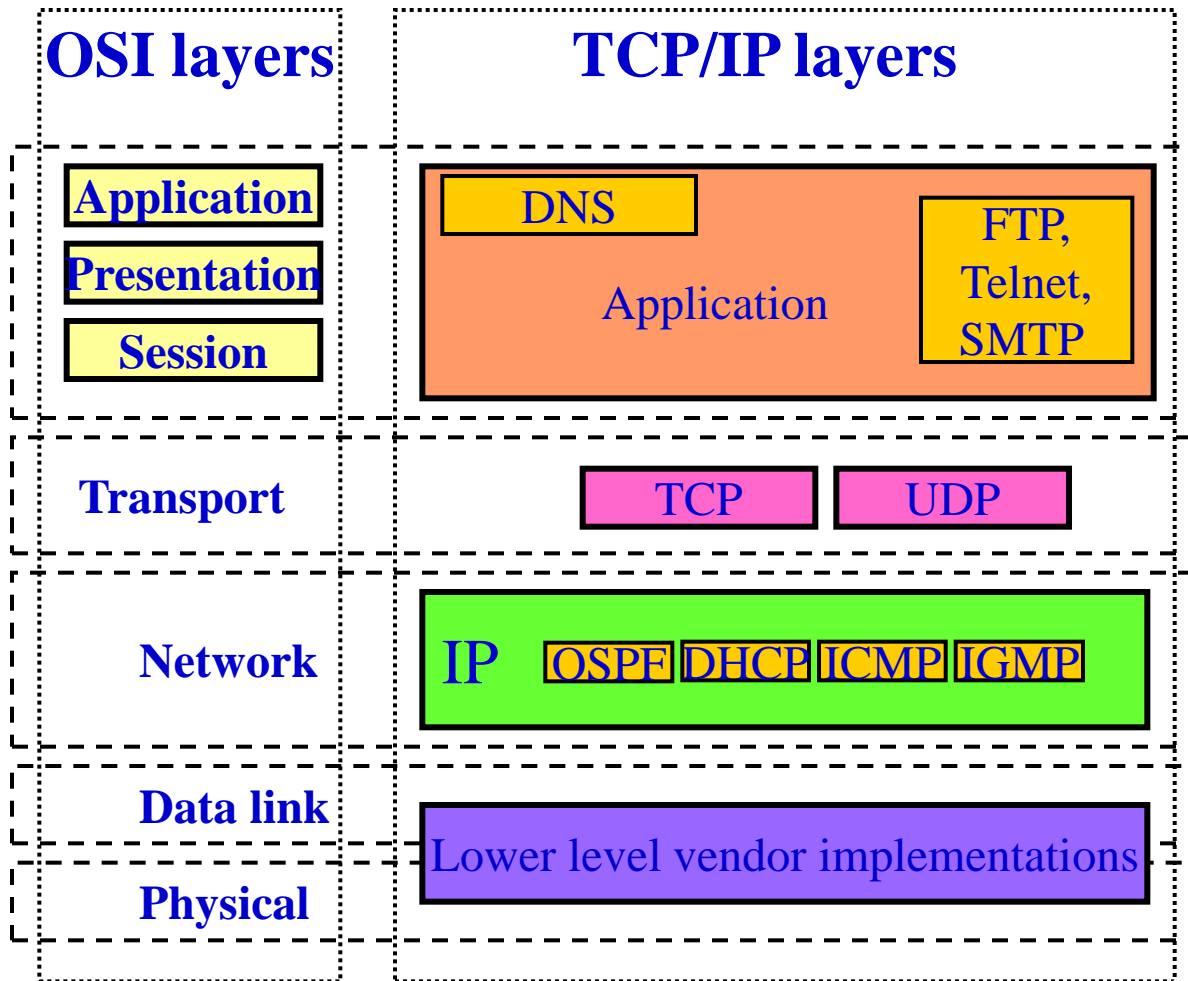 OSI layers
TCP/IP layers
Application
Presentation
Session
DNS
Application
FTP,
Telnet,
SMTP
Transport
TCP
UDP
Network
IP
OSPF
DHCP
ICMP
IGMP
Data link
Physical
Lower level vendor implementations